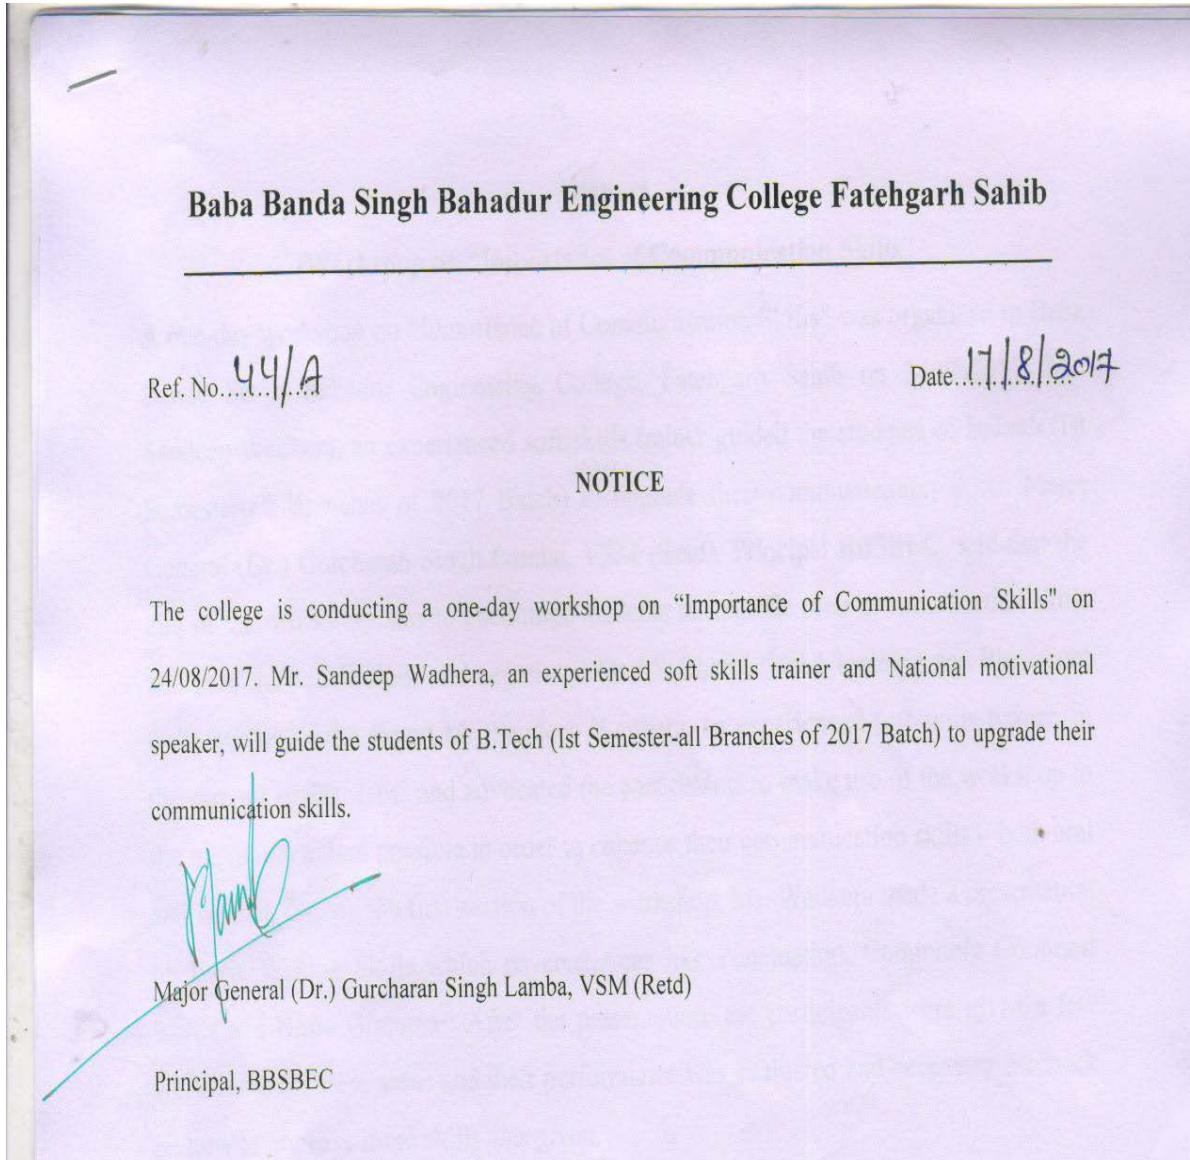 Baba Banda Singh Bahadur Engineering College Fatehgarh Sahib
Ref. No. 44/A Date. 17/8/2017
NOTICE
The college is conducting a one-day workshop on “Importance of Communication Skills" on
24/08/2017. Mr. Sandeep Wadhera, an experienced soft skills trainer and National motivational
speaker, will guide the students of B.Tech (Ist Semester-all Branches of 2017 Batch) to upgrade their
communication skills.
Major General (Dr.) Gurcharan Singh Lamba, VSM (Retd)
Principal, BBSBEC